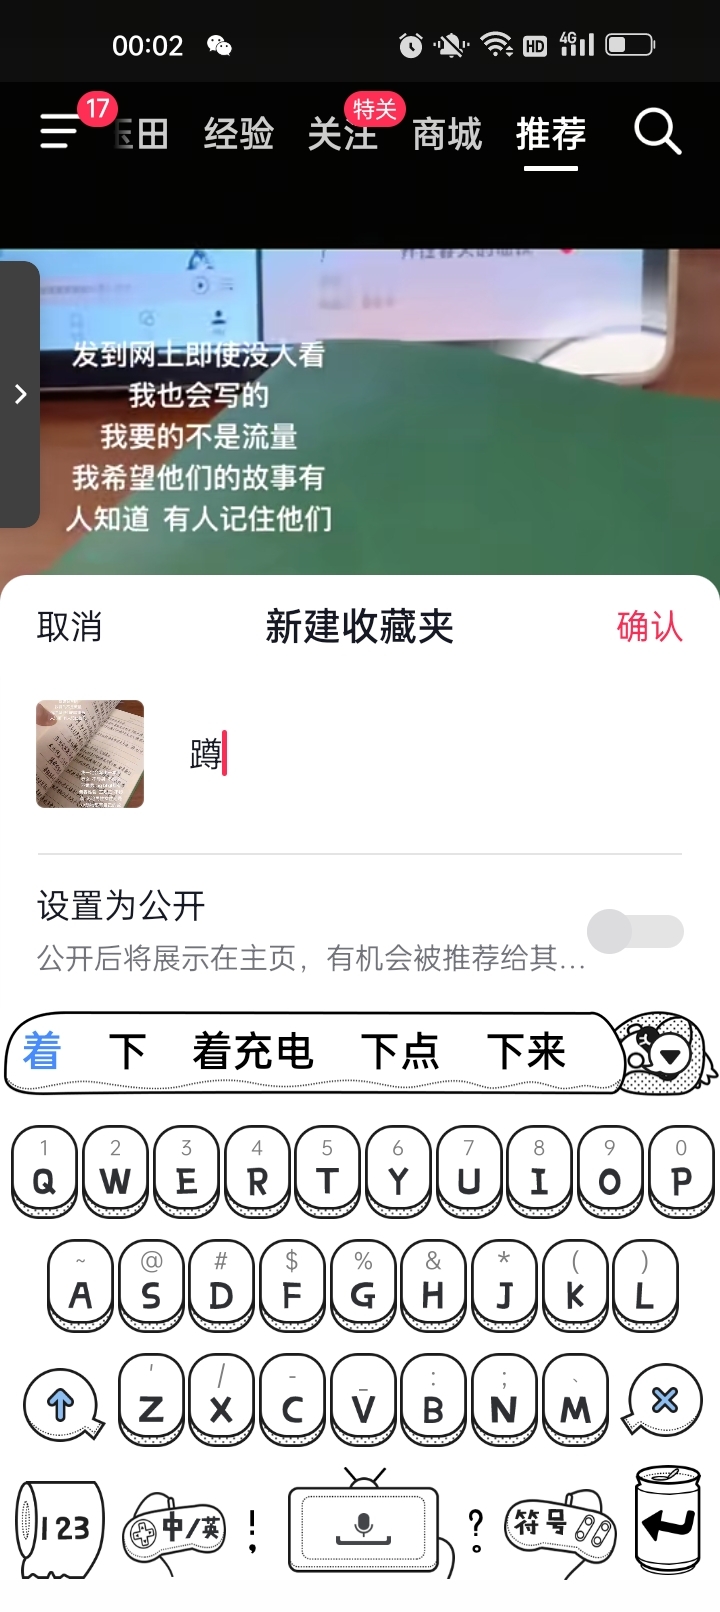 00:02 HD 4G
17 玉田 经验 关注 特关 商城 推荐
发到网上即使没人看
我也会写的
我要的不是流量
我希望他们的故事有
人知道 有人记住他们
取消 新建收藏夹 确认
蹲
设置为公开
公开后将展示在主页，有机会被推荐给其...
着 下 着充电 下点 下来
1 2 3 4 5 6 7 8 9 0
Q W E R T Y U I O P
~ @ # $ % & * ( )
A S D F G H J K L
' / - _ : ; 、
Z X C V B N M
123 中/英 ! ; ? 。 符号